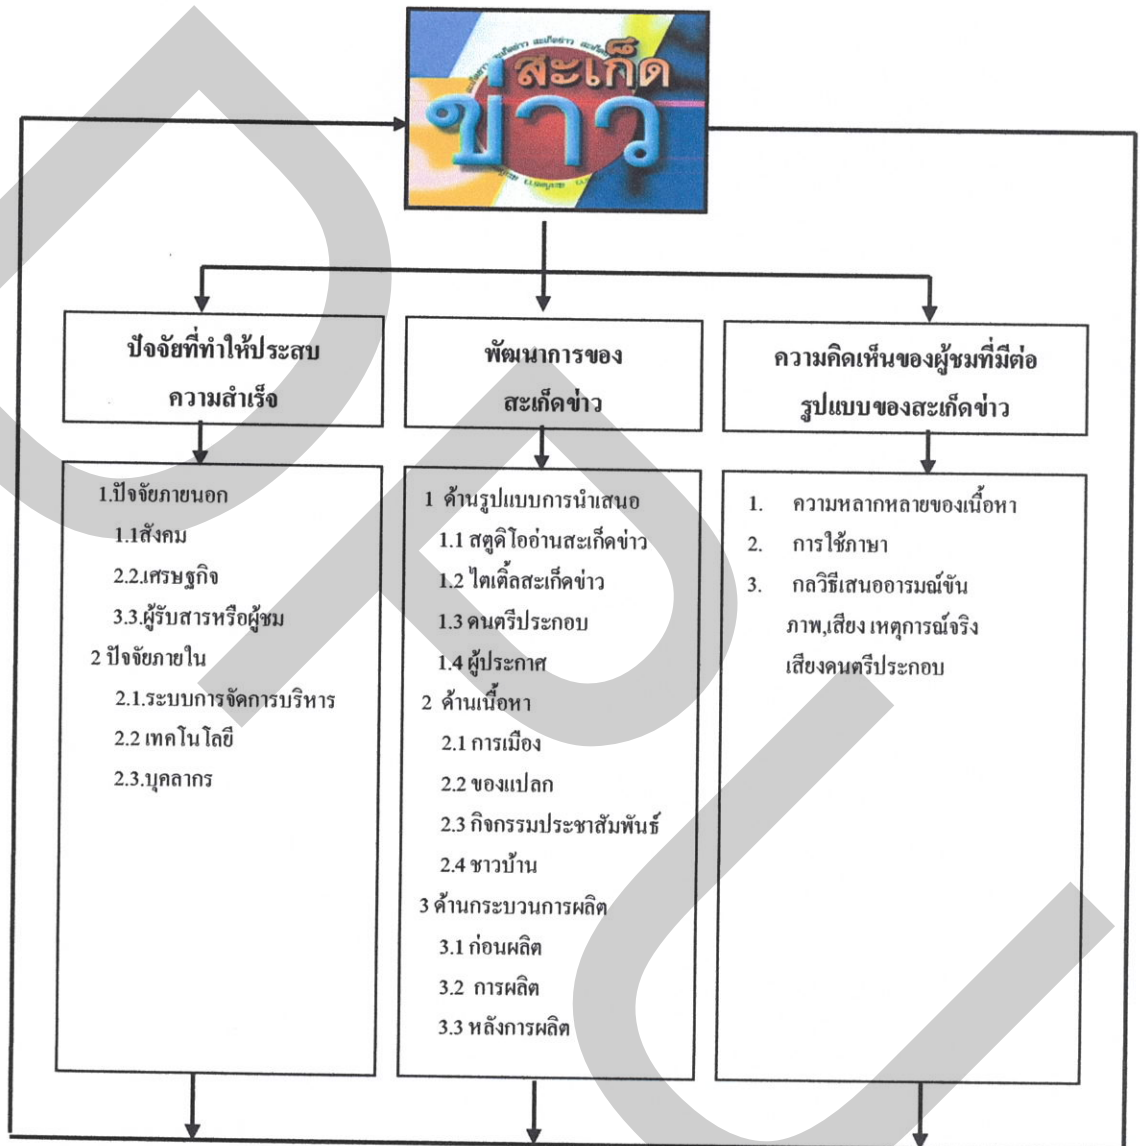 สะเก็ด
ข่าว
ปัจจัยที่ทำให้ประสบ
ความสำเร็จ
พัฒนาการของ
สะเก็ดข่าว
ความคิดเห็นของผู้ชมที่มีต่อ
รูปแบบของสะเก็ดข่าว
1.ปัจจัยภายนอก
1.1สังคม
2.2.เศรษฐกิจ
3.3.ผู้รับสารหรือผู้ชม
2 ปัจจัยภายใน
2.1.ระบบการจัดการบริหาร
2.2 เทคโนโลยี
2.3.บุคลากร
1 ด้านรูปแบบการนำเสนอ
1.1 สตูดิโออ่านสะเก็ดข่าว
1.2 ไตเติ้ลสะเก็ดข่าว
1.3 ดนตรีประกอบ
1.4 ผู้ประกาศ
2 ด้านเนื้อหา
2.1 การเมือง
2.2 ของแปลก
2.3 กิจกรรมประชาสัมพันธ์
2.4 ชาวบ้าน
3 ด้านกระบวนการผลิต
3.1 ก่อนผลิต
3.2 การผลิต
3.3 หลังการผลิต
1. ความหลากหลายของเนื้อหา
2. การใช้ภาษา
3. กลวิธีเสนออารมณ์ขัน
ภาพ,เสียง เหตุการณ์จริง
เสียงดนตรีประกอบ
DPU